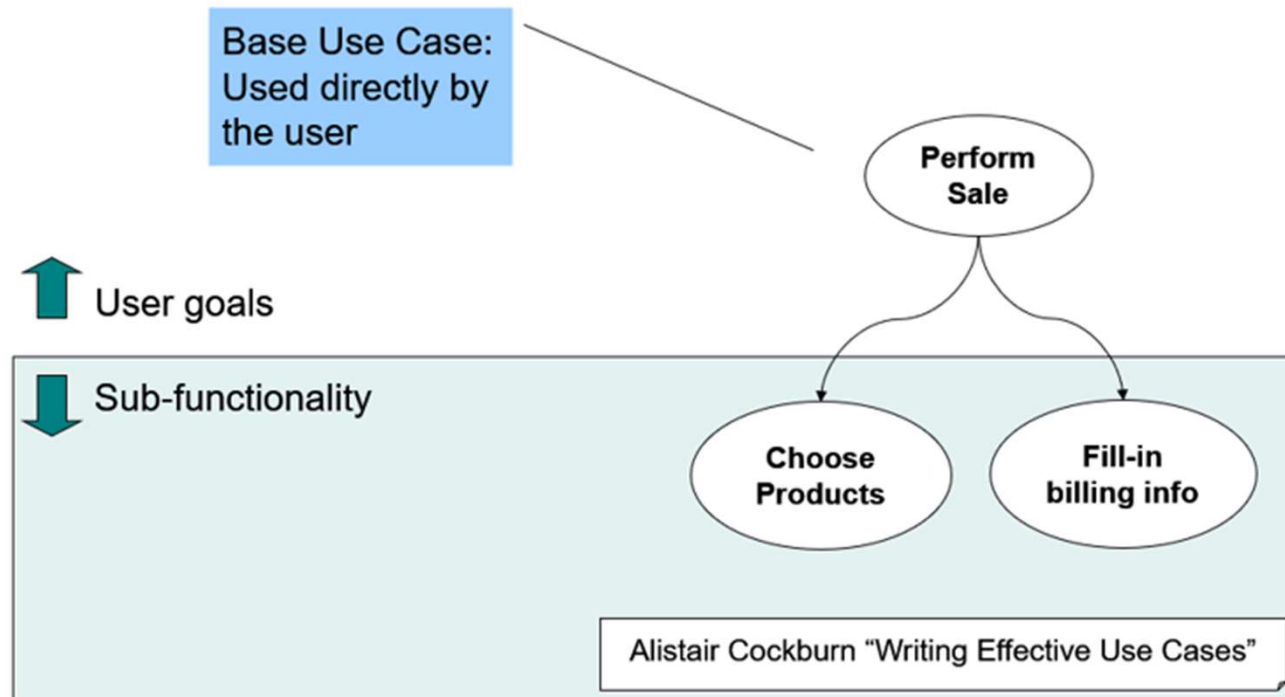 Base Use Case:
Used directly by
the user
Perform
Sale
User goals
Sub-functionality
Choose
Products
Fill-in
billing info
Alistair Cockburn “Writing Effective Use Cases”